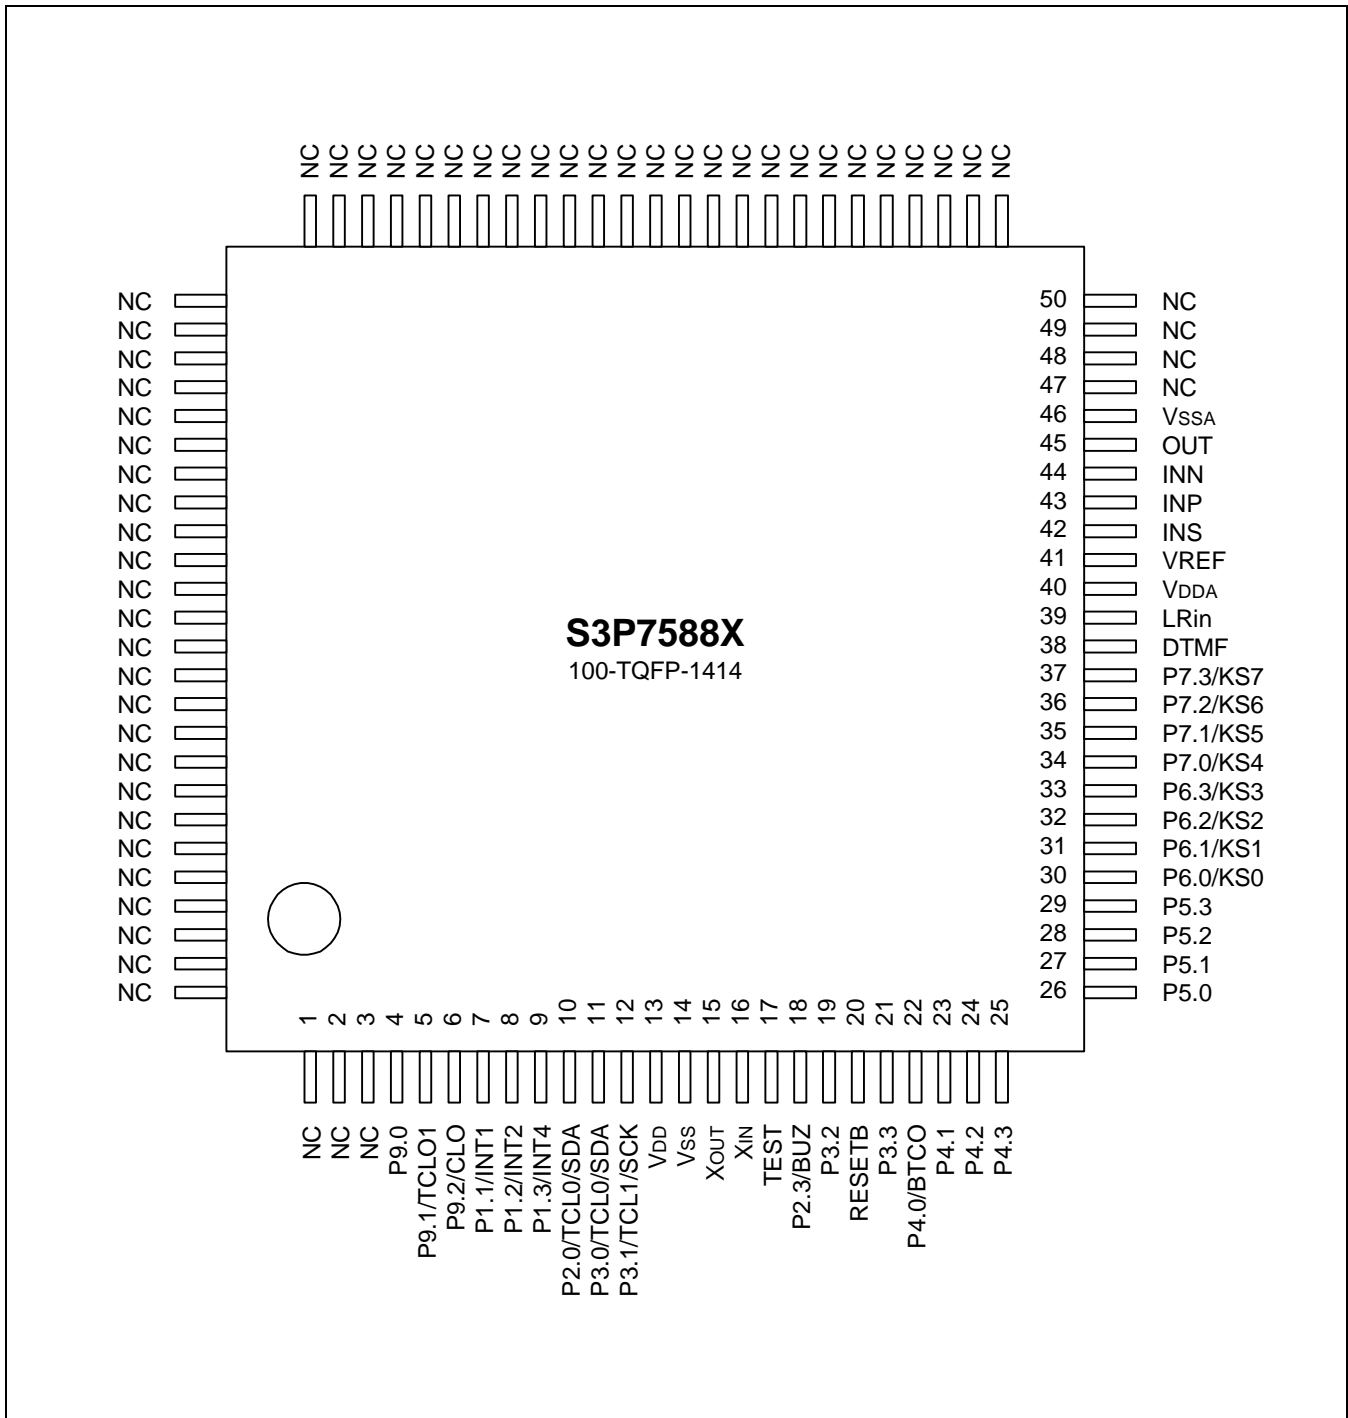 NC NC NC NC NC NC NC NC NC NC NC NC NC NC NC NC NC NC NC NC NC NC NC NC NC
NC 50 NC
NC 49 NC
NC 48 NC
NC 47 NC
NC 46 VSSA
NC 45 OUT
NC 44 INN
NC 43 INP
NC 42 INS
NC 41 VREF
NC 40 VDDA
NC 39 LRin
NC 38 DTMF
NC 37 P7.3/KS7
NC 36 P7.2/KS6
NC 35 P7.1/KS5
NC 34 P7.0/KS4
NC 33 P6.3/KS3
NC 32 P6.2/KS2
NC 31 P6.1/KS1
NC 30 P6.0/KS0
NC 29 P5.3
NC 28 P5.2
NC 27 P5.1
NC 26 P5.0
S3P7588X
100-TQFP-1414
1 2 3 4 5 6 7 8 9 10 11 12 13 14 15 16 17 18 19 20 21 22 23 24 25
NC
NC
NC
P9.0
P9.1/TCLO1
P9.2/CLO
P1.1/INT1
P1.2/INT2
P1.3/INT4
P2.0/TCL0/SDA
P3.0/TCL0/SDA
P3.1/TCL1/SCK
VDD
VSS
XOUT
XIN
TEST
P2.3/BUZ
P3.2
RESETB
P3.3
P4.0/BTCO
P4.1
P4.2
P4.3